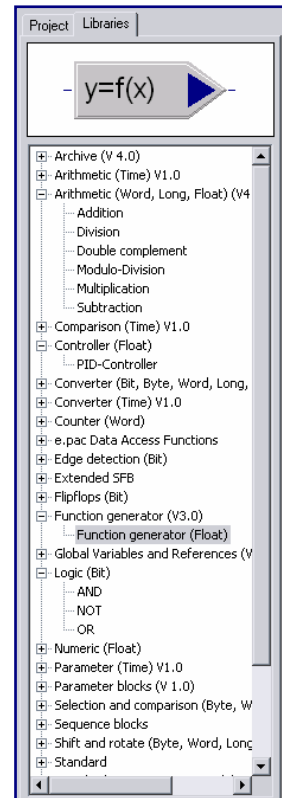 Project Libraries
y=f(x)
Archive (V 4.0)
Arithmetic (Time) V1.0
Arithmetic (Word, Long, Float) (V4
Addition
Division
Double complement
Modulo-Division
Multiplication
Subtraction
Comparison (Time) V1.0
Controller (Float)
PID-Controller
Converter (Bit, Byte, Word, Long,
Converter (Time) V1.0
Counter (Word)
e.pac Data Access Functions
Edge detection (Bit)
Extended SFB
Flipflops (Bit)
Function generator (V3.0)
Function generator (Float)
Global Variables and References (V
Logic (Bit)
AND
NOT
OR
Numeric (Float)
Parameter (Time) V1.0
Parameter blocks (V 1.0)
Selection and comparison (Byte, W
Sequence blocks
Shift and rotate (Byte, Word, Long
Standard